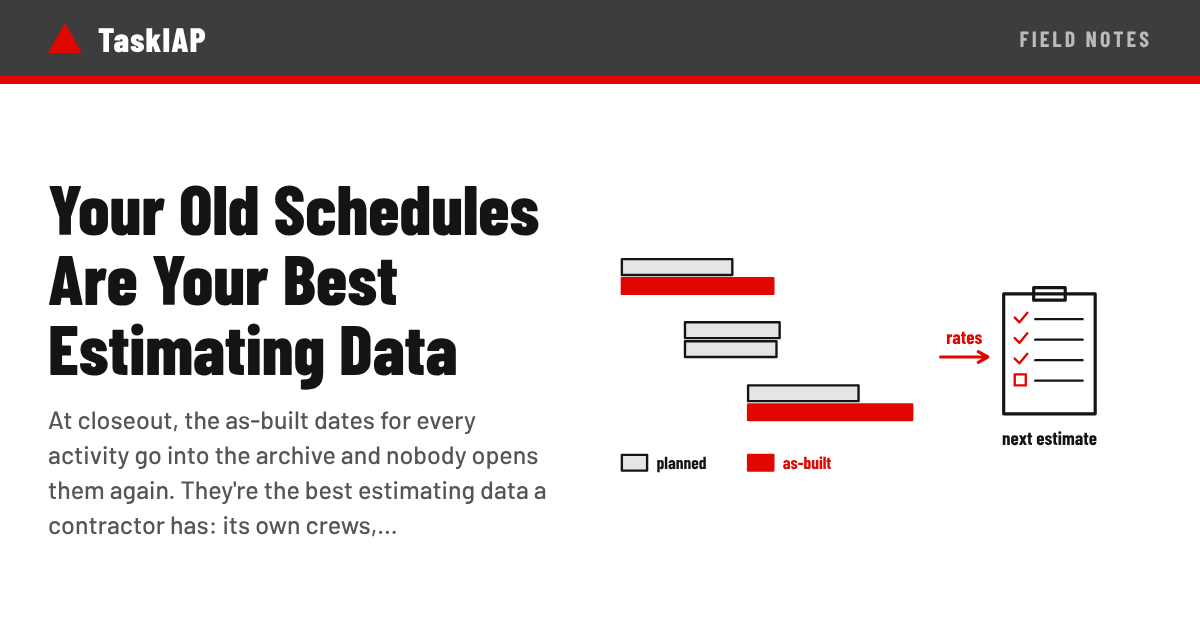 TaskIAP
FIELD NOTES
Your Old Schedules
Are Your Best
Estimating Data
At closeout, the as-built dates for every
activity go into the archive and nobody opens
them again. They're the best estimating data a
contractor has: its own crews,...
rates
next estimate
planned
as-built